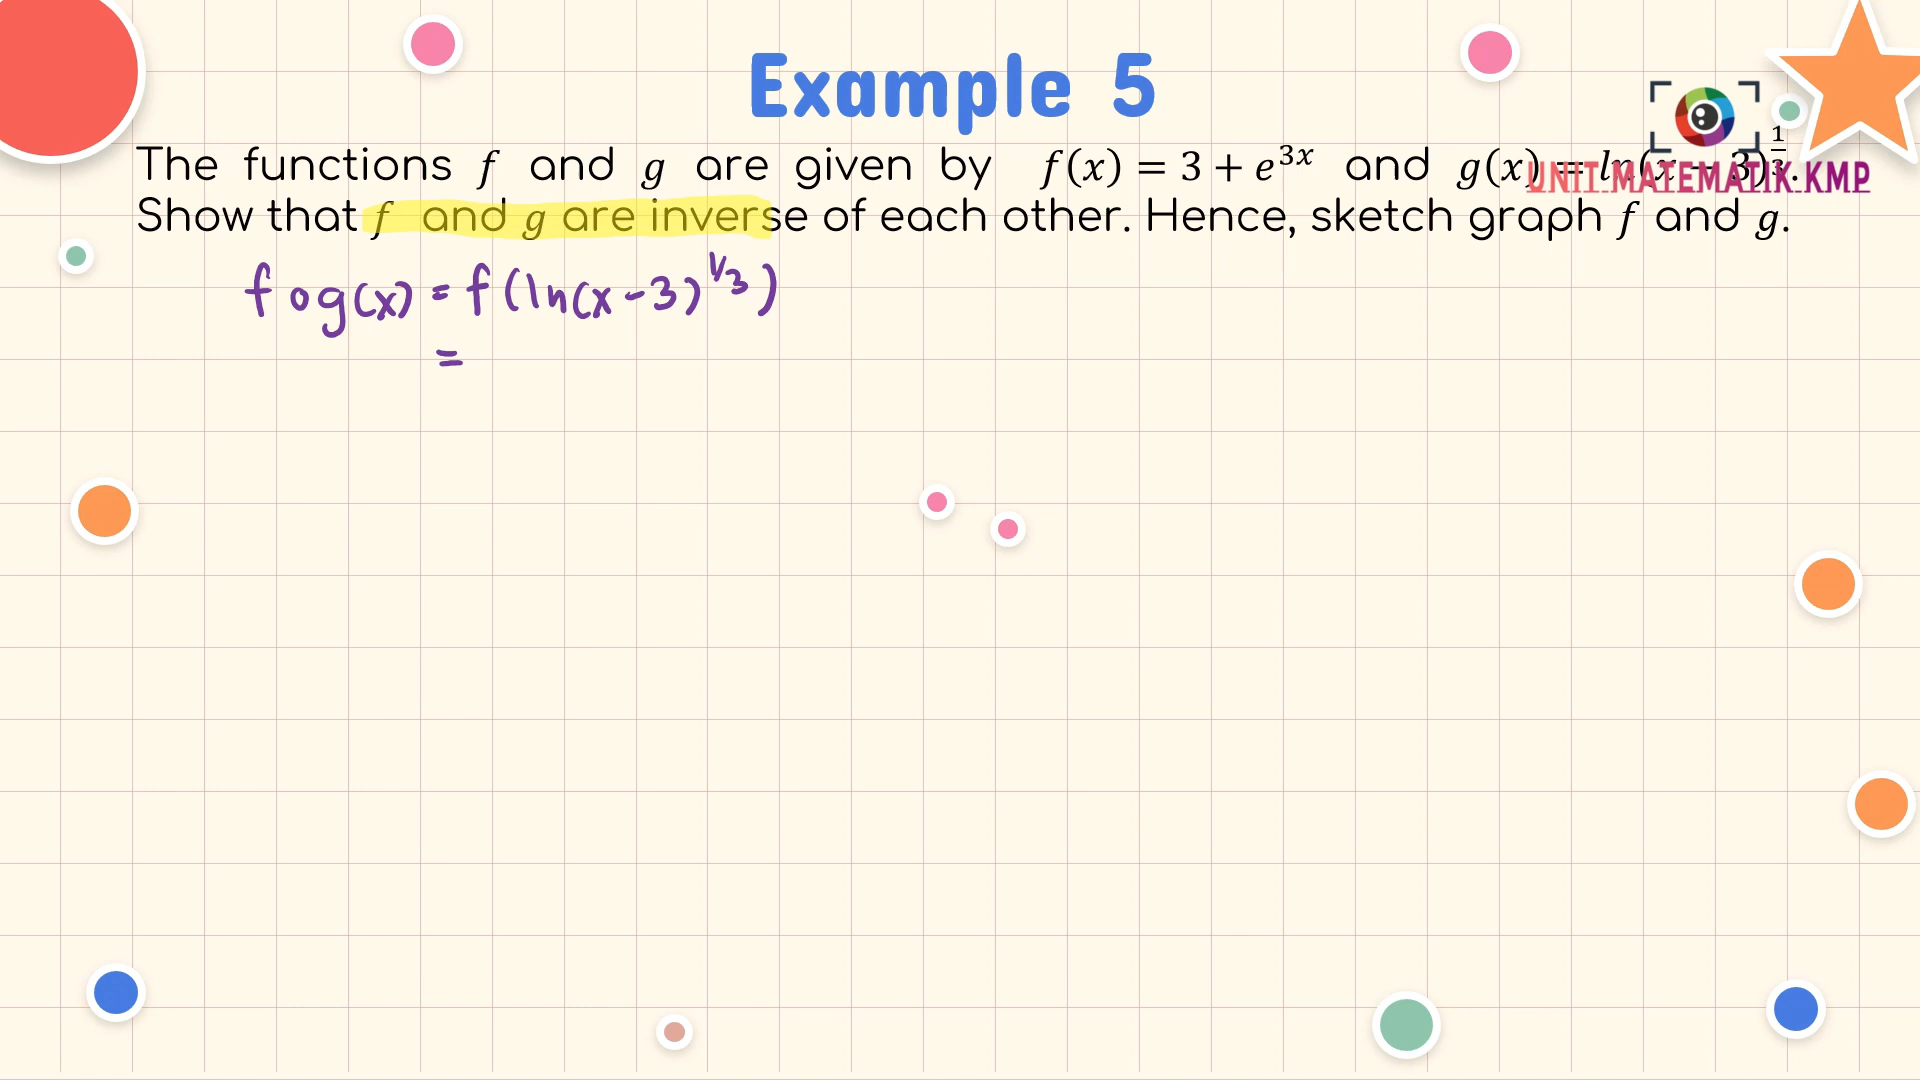 Example 5
The functions f and g are given by f(x) = 3 + e^{3x} and g(x) = ln(x − 3)^{\frac{1}{3}}.
UNIT MATEMATIK KMP
Show that f and g are inverse of each other. Hence, sketch graph f and g.
f o g(x) = f(ln(x-3)^{1/3})
=